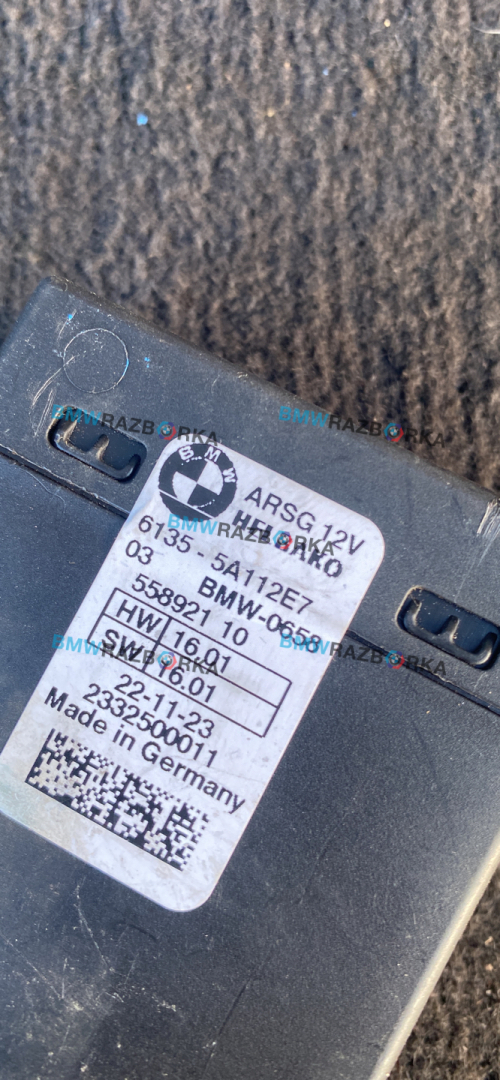 BMW
ARSG 12V
HELBAKO
6135 - 5A112E7
03 BMW-0658
558921 10
HW 16.01
SW 16.01
22-11-23
2332500011
Made in Germany
BMWRAZBORKA
BMWRAZBORKA
BMWRAZBORKA
BMWRAZBORKA
BMWRAZBORKA